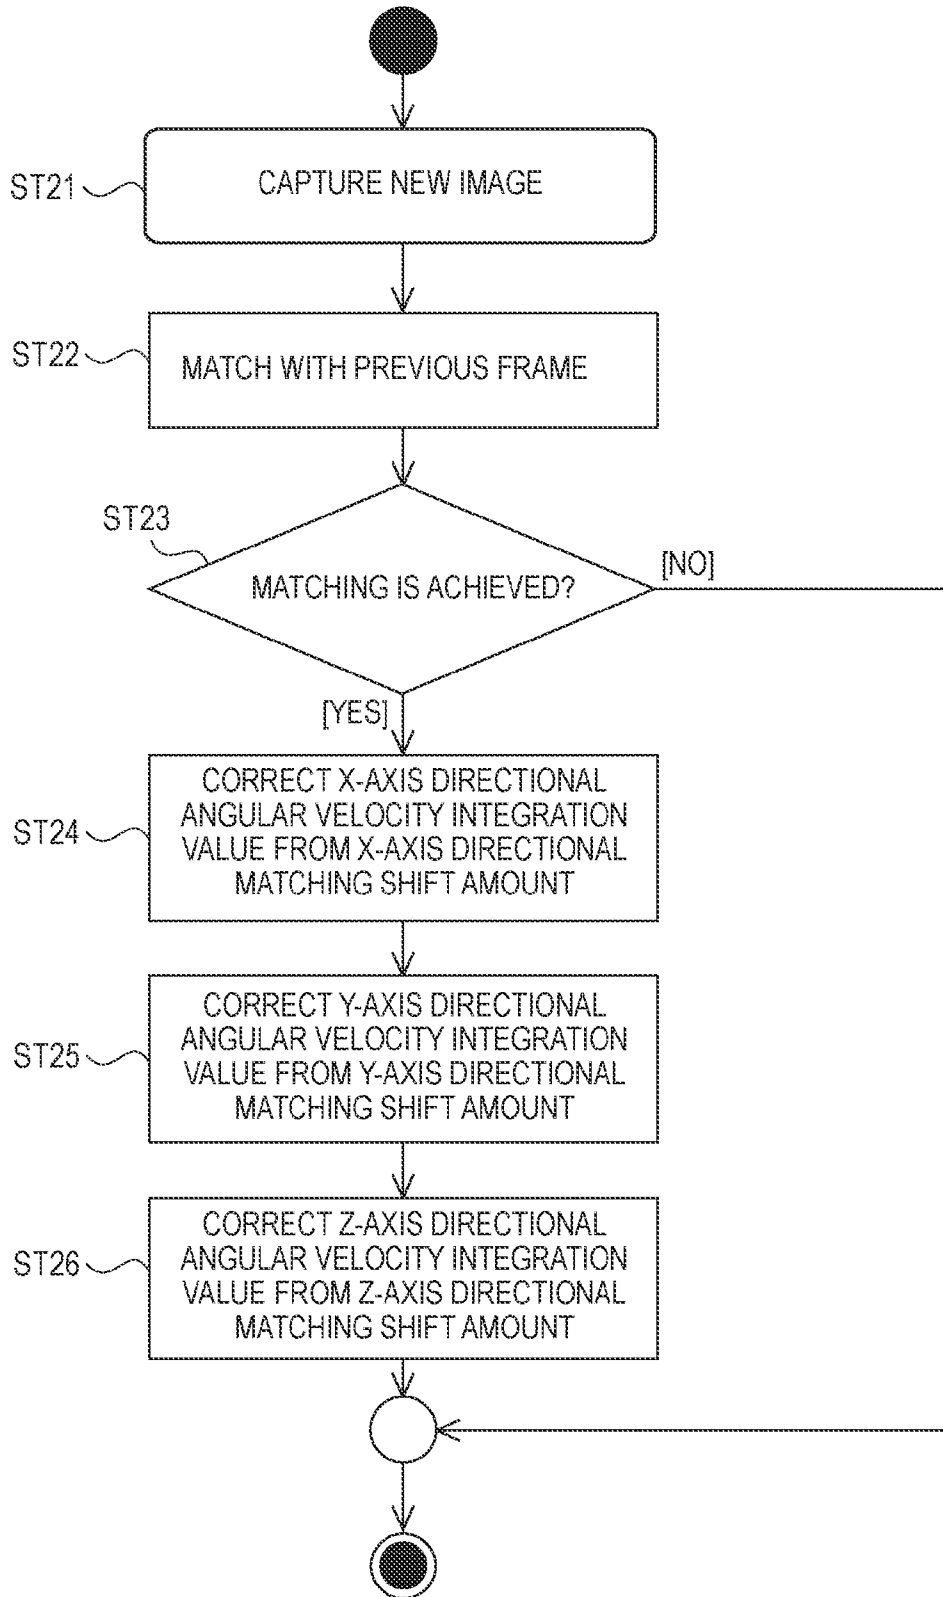 ST21
CAPTURE NEW IMAGE
ST22
MATCH WITH PREVIOUS FRAME
ST23
MATCHING IS ACHIEVED?
[NO]
[YES]
ST24
CORRECT X-AXIS DIRECTIONAL
ANGULAR VELOCITY INTEGRATION
VALUE FROM X-AXIS DIRECTIONAL
MATCHING SHIFT AMOUNT
ST25
CORRECT Y-AXIS DIRECTIONAL
ANGULAR VELOCITY INTEGRATION
VALUE FROM Y-AXIS DIRECTIONAL
MATCHING SHIFT AMOUNT
ST26
CORRECT Z-AXIS DIRECTIONAL
ANGULAR VELOCITY INTEGRATION
VALUE FROM Z-AXIS DIRECTIONAL
MATCHING SHIFT AMOUNT